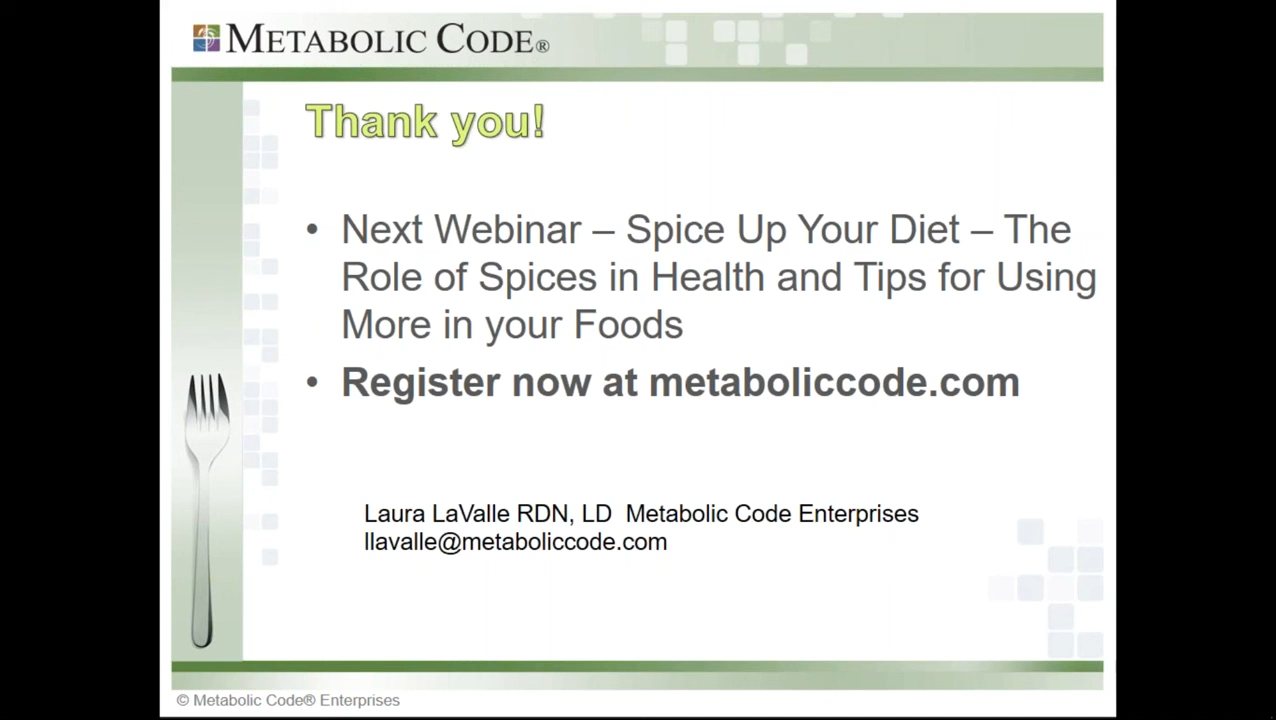 METABOLIC CODE®
Thank you!
• Next Webinar – Spice Up Your Diet – The
Role of Spices in Health and Tips for Using
More in your Foods
• Register now at metaboliccode.com
Laura LaValle RDN, LD  Metabolic Code Enterprises
llavalle@metaboliccode.com
© Metabolic Code® Enterprises